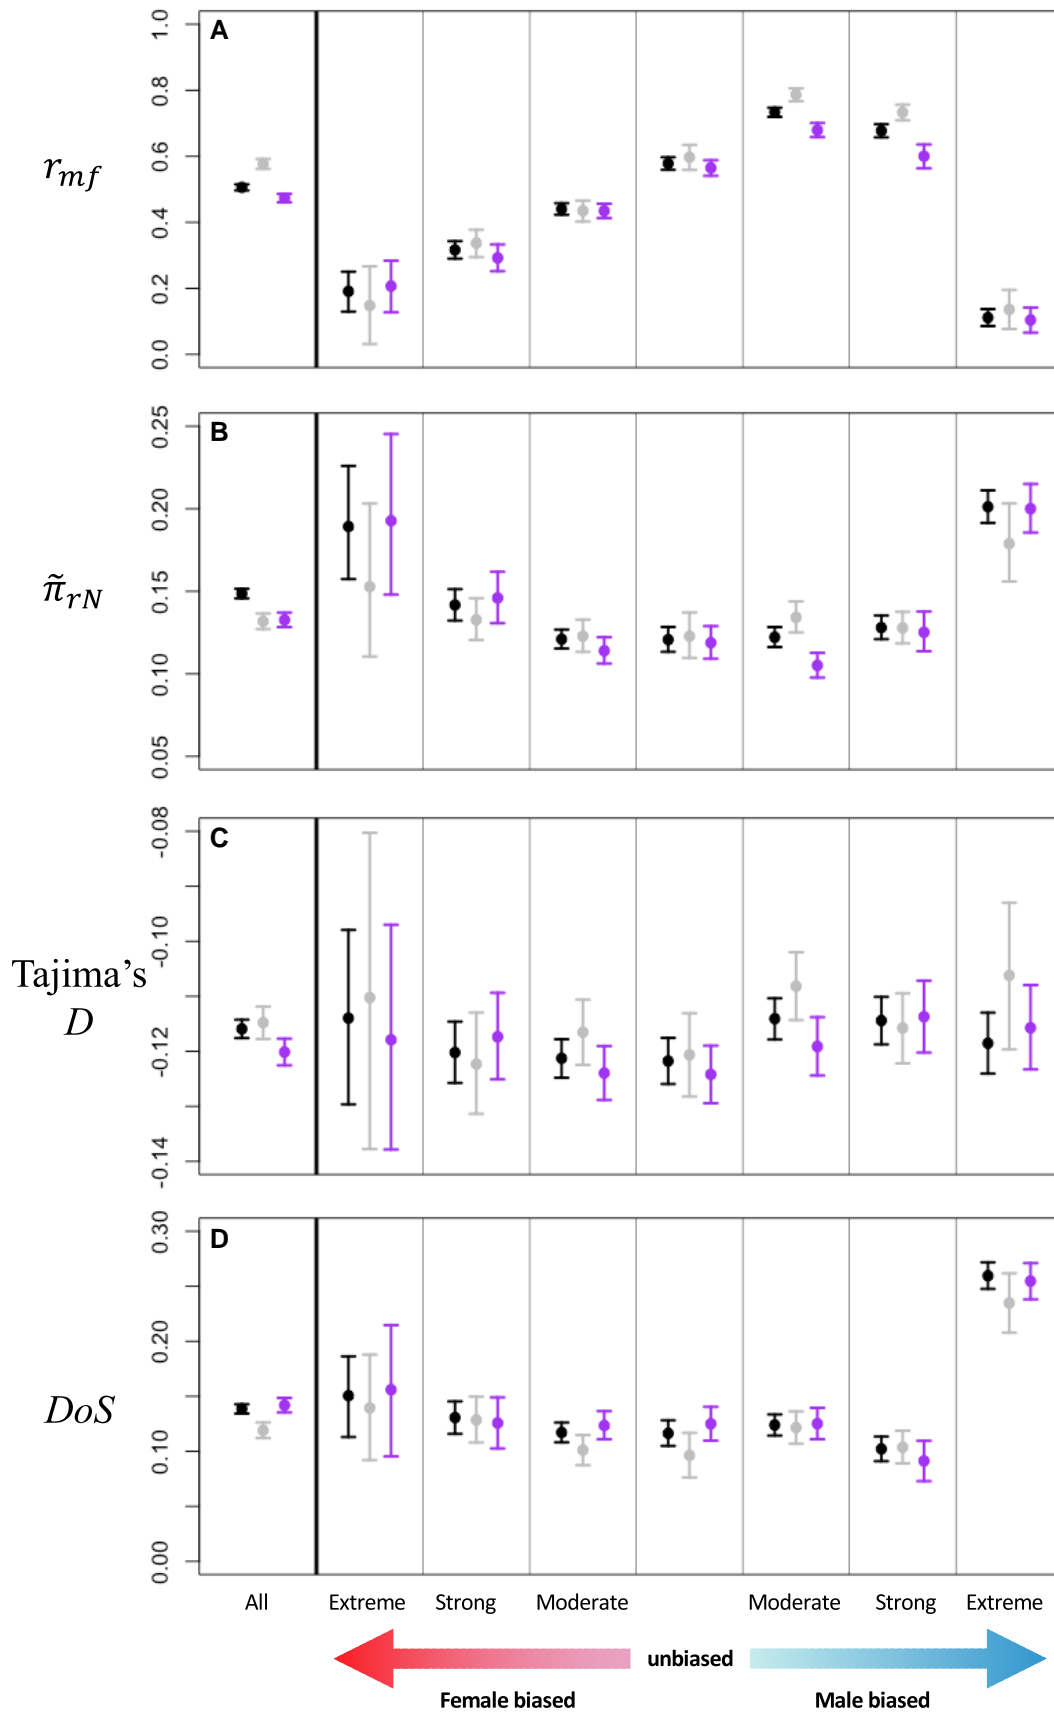 A
r_mf
1.0
0.8
0.6
0.4
0.2
0.0
B
π̃_rN
0.25
0.20
0.15
0.10
0.05
C
Tajima's
D
-0.08
-0.10
-0.12
-0.14
D
DoS
0.30
0.20
0.10
0.00
All Extreme Strong Moderate Moderate Strong Extreme
unbiased
Female biased Male biased